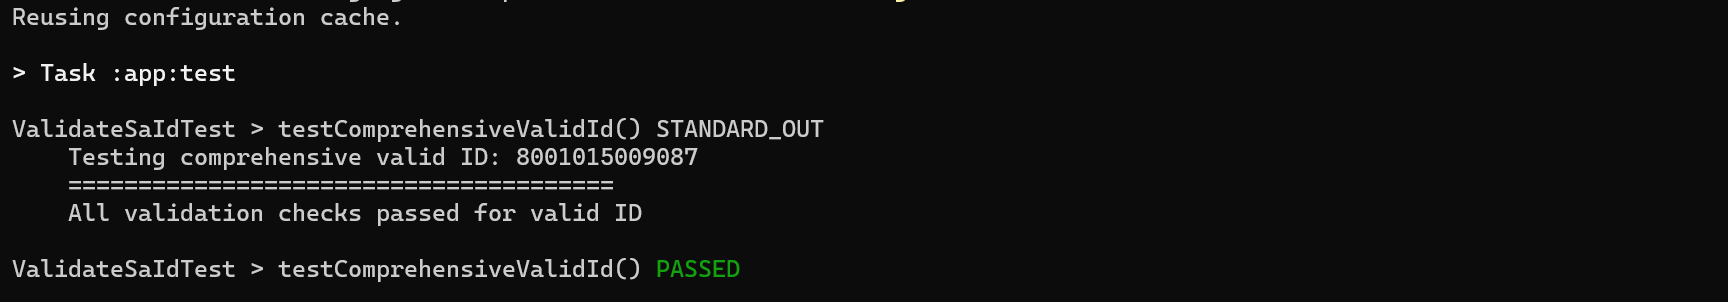 Reusing configuration cache.
> Task :app:test
ValidateSaIdTest > testComprehensiveValidId() STANDARD_OUT
Testing comprehensive valid ID: 8001015009087
=======================================
All validation checks passed for valid ID
ValidateSaIdTest > testComprehensiveValidId() PASSED